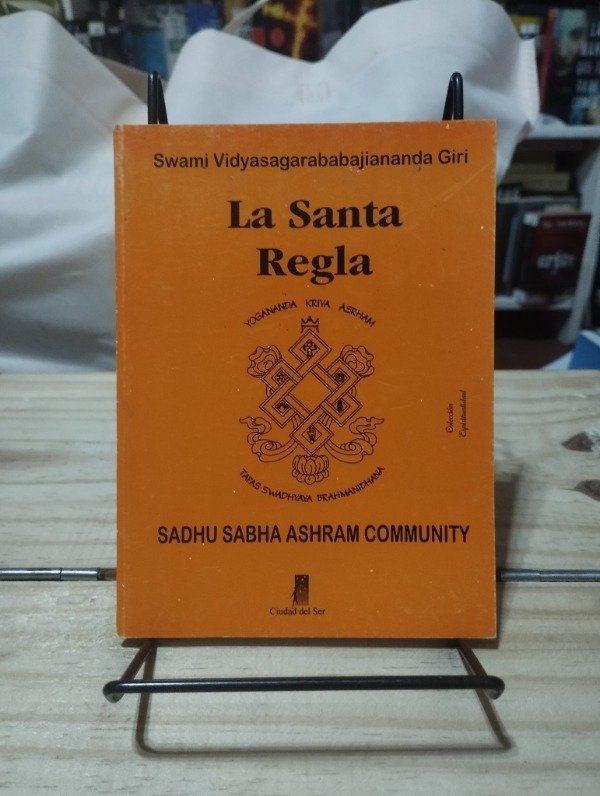 Swami Vidyasagarababajiananda Giri
La Santa
Regla
YOGANANDA KRIYA ASRHAM
Colección
Espiritualidad
TAPAS SWADHYAYA BRAHMANIDHANA
SADHU SABHA ASHRAM COMMUNITY
Ciudad del Ser